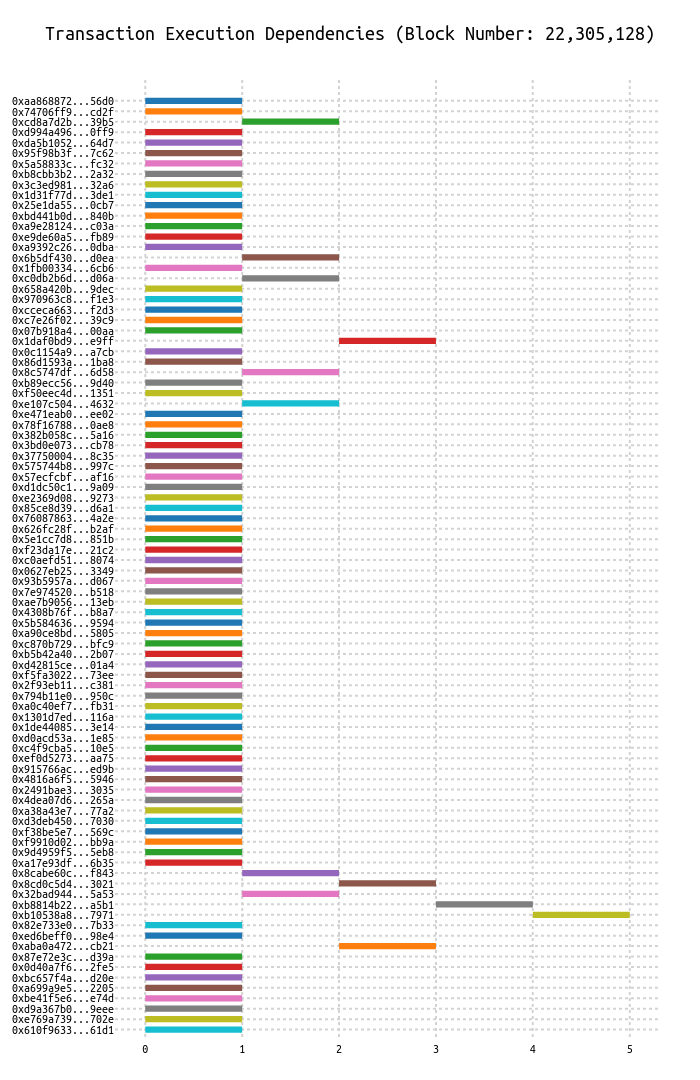 Transaction Execution Dependencies (Block Number: 22,305,128)
0xaa868872...56d0
0x74706ff9...cd2f
0xcd8a7d2b...39b5
0xd994a496...0ff9
0xda5b1052...64d7
0x95f98b3f...7c62
0x5a58833c...fc32
0xb8cbb3b2...2a32
0x3c3ed981...32a6
0x1d31f77d...3de1
0x25e1da55...0cb7
0xbd441b0d...840b
0xa9e28124...c03a
0xe9de60a5...fb89
0xa9392c26...0dba
0x6b5df430...d0ea
0x1fb00334...6cb6
0xc0db2b6d...d06a
0x658a420b...9dec
0x970963c8...f1e3
0xcceca663...f2d3
0xc7e26f02...39c9
0x07b918a4...00aa
0x1daf0bd9...e9ff
0x0c1154a9...a7cb
0x86d1593a...1ba8
0x8c5747df...6d58
0xb89ecc56...9d40
0xf50eec4d...1351
0xe107c504...4632
0xe471eab0...ee02
0x78f16788...0ae8
0x382b058c...5a16
0x3bd0e073...cb78
0x37750004...8c35
0x575744b8...997c
0x57ecfcbf...af16
0xd1dc50c1...9a09
0xe2369d08...9273
0x85ce8d39...d6a1
0x76087863...4a2e
0x626fc28f...b2af
0x5e1cc7d8...851b
0xf23da17e...21c2
0xc0aefd51...8074
0x0627eb25...3349
0x93b5957a...d067
0x7e974520...b518
0xae7b9056...13eb
0x4308b76f...b8a7
0x5b584636...9594
0xa90ce8bd...5805
0xc870b729...bfc9
0xb5b42a40...2b07
0xd42815ce...01a4
0xf5fa3022...73ee
0x2f93eb11...c381
0x794b11e0...950c
0xa0c40ef7...fb31
0x1301d7ed...116a
0x1de44085...3e14
0xd0acd53a...1e85
0xc4f9cba5...10e5
0xef0d5273...aa75
0x915766ac...ed9b
0x4816a6f5...5946
0x2491bae3...3035
0x4dea07d6...265a
0xa38a43e7...77a2
0xd3deb450...7030
0xf38be5e7...569c
0xf9910d02...bb9a
0x9d4959f5...5eb8
0xa17e93df...6b35
0x8cabe60c...f843
0x8cd0c5d4...3021
0x32bad944...5a53
0xb8814b22...a5b1
0xb10538a8...7971
0x82e733e0...7b33
0xed6beff0...98e4
0xaba0a472...cb21
0x87e72e3c...d39a
0x0d40a7f6...2fe5
0xbc657f4a...d20e
0xa699a9e5...2205
0xbe41f5e6...e74d
0xd9a367b0...9eee
0xe769a739...702e
0x610f9633...61d1
0 1 2 3 4 5